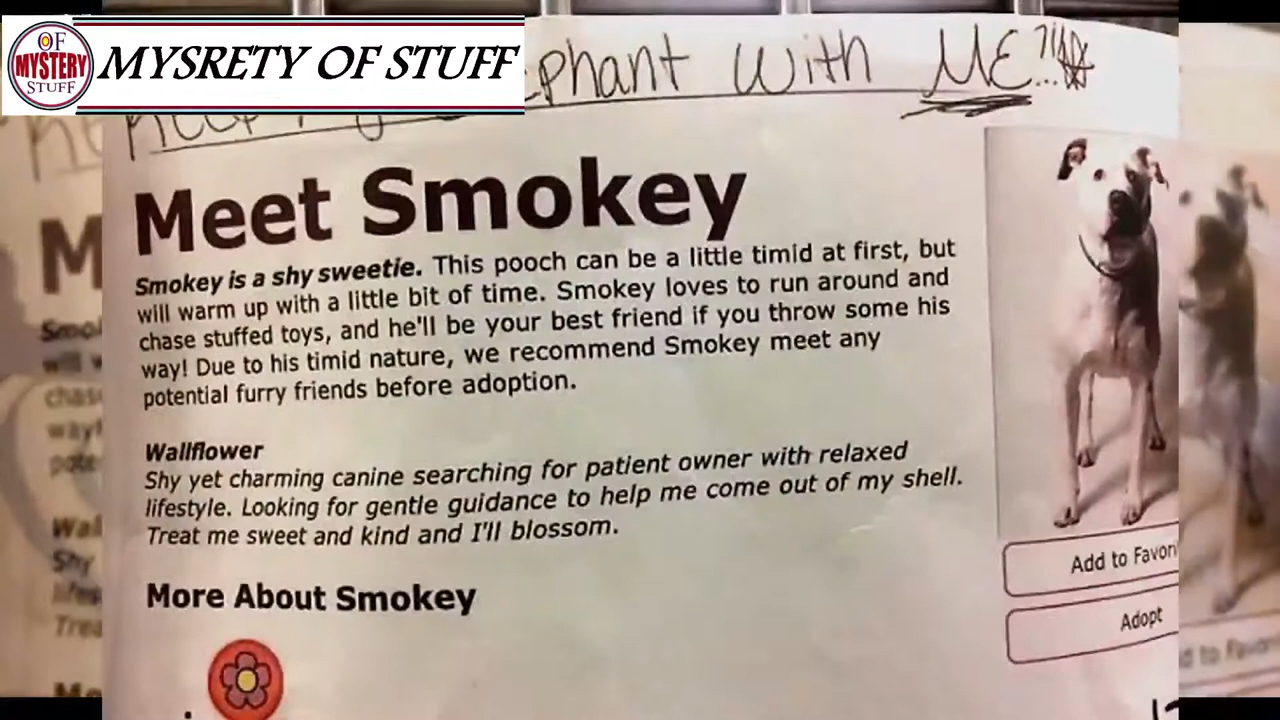 OF
MYSTERY
STUFF
MYSRETY OF STUFF
phant With ME?!
Meet Smokey
Smokey is a shy sweetie. This pooch can be a little timid at first, but
will warm up with a little bit of time. Smokey loves to run around and
chase stuffed toys, and he'll be your best friend if you throw some his
way! Due to his timid nature, we recommend Smokey meet any
potential furry friends before adoption.
Wallflower
Shy yet charming canine searching for patient owner with relaxed
lifestyle. Looking for gentle guidance to help me come out of my shell.
Treat me sweet and kind and I'll blossom.
More About Smokey
Add to Favori
Adopt